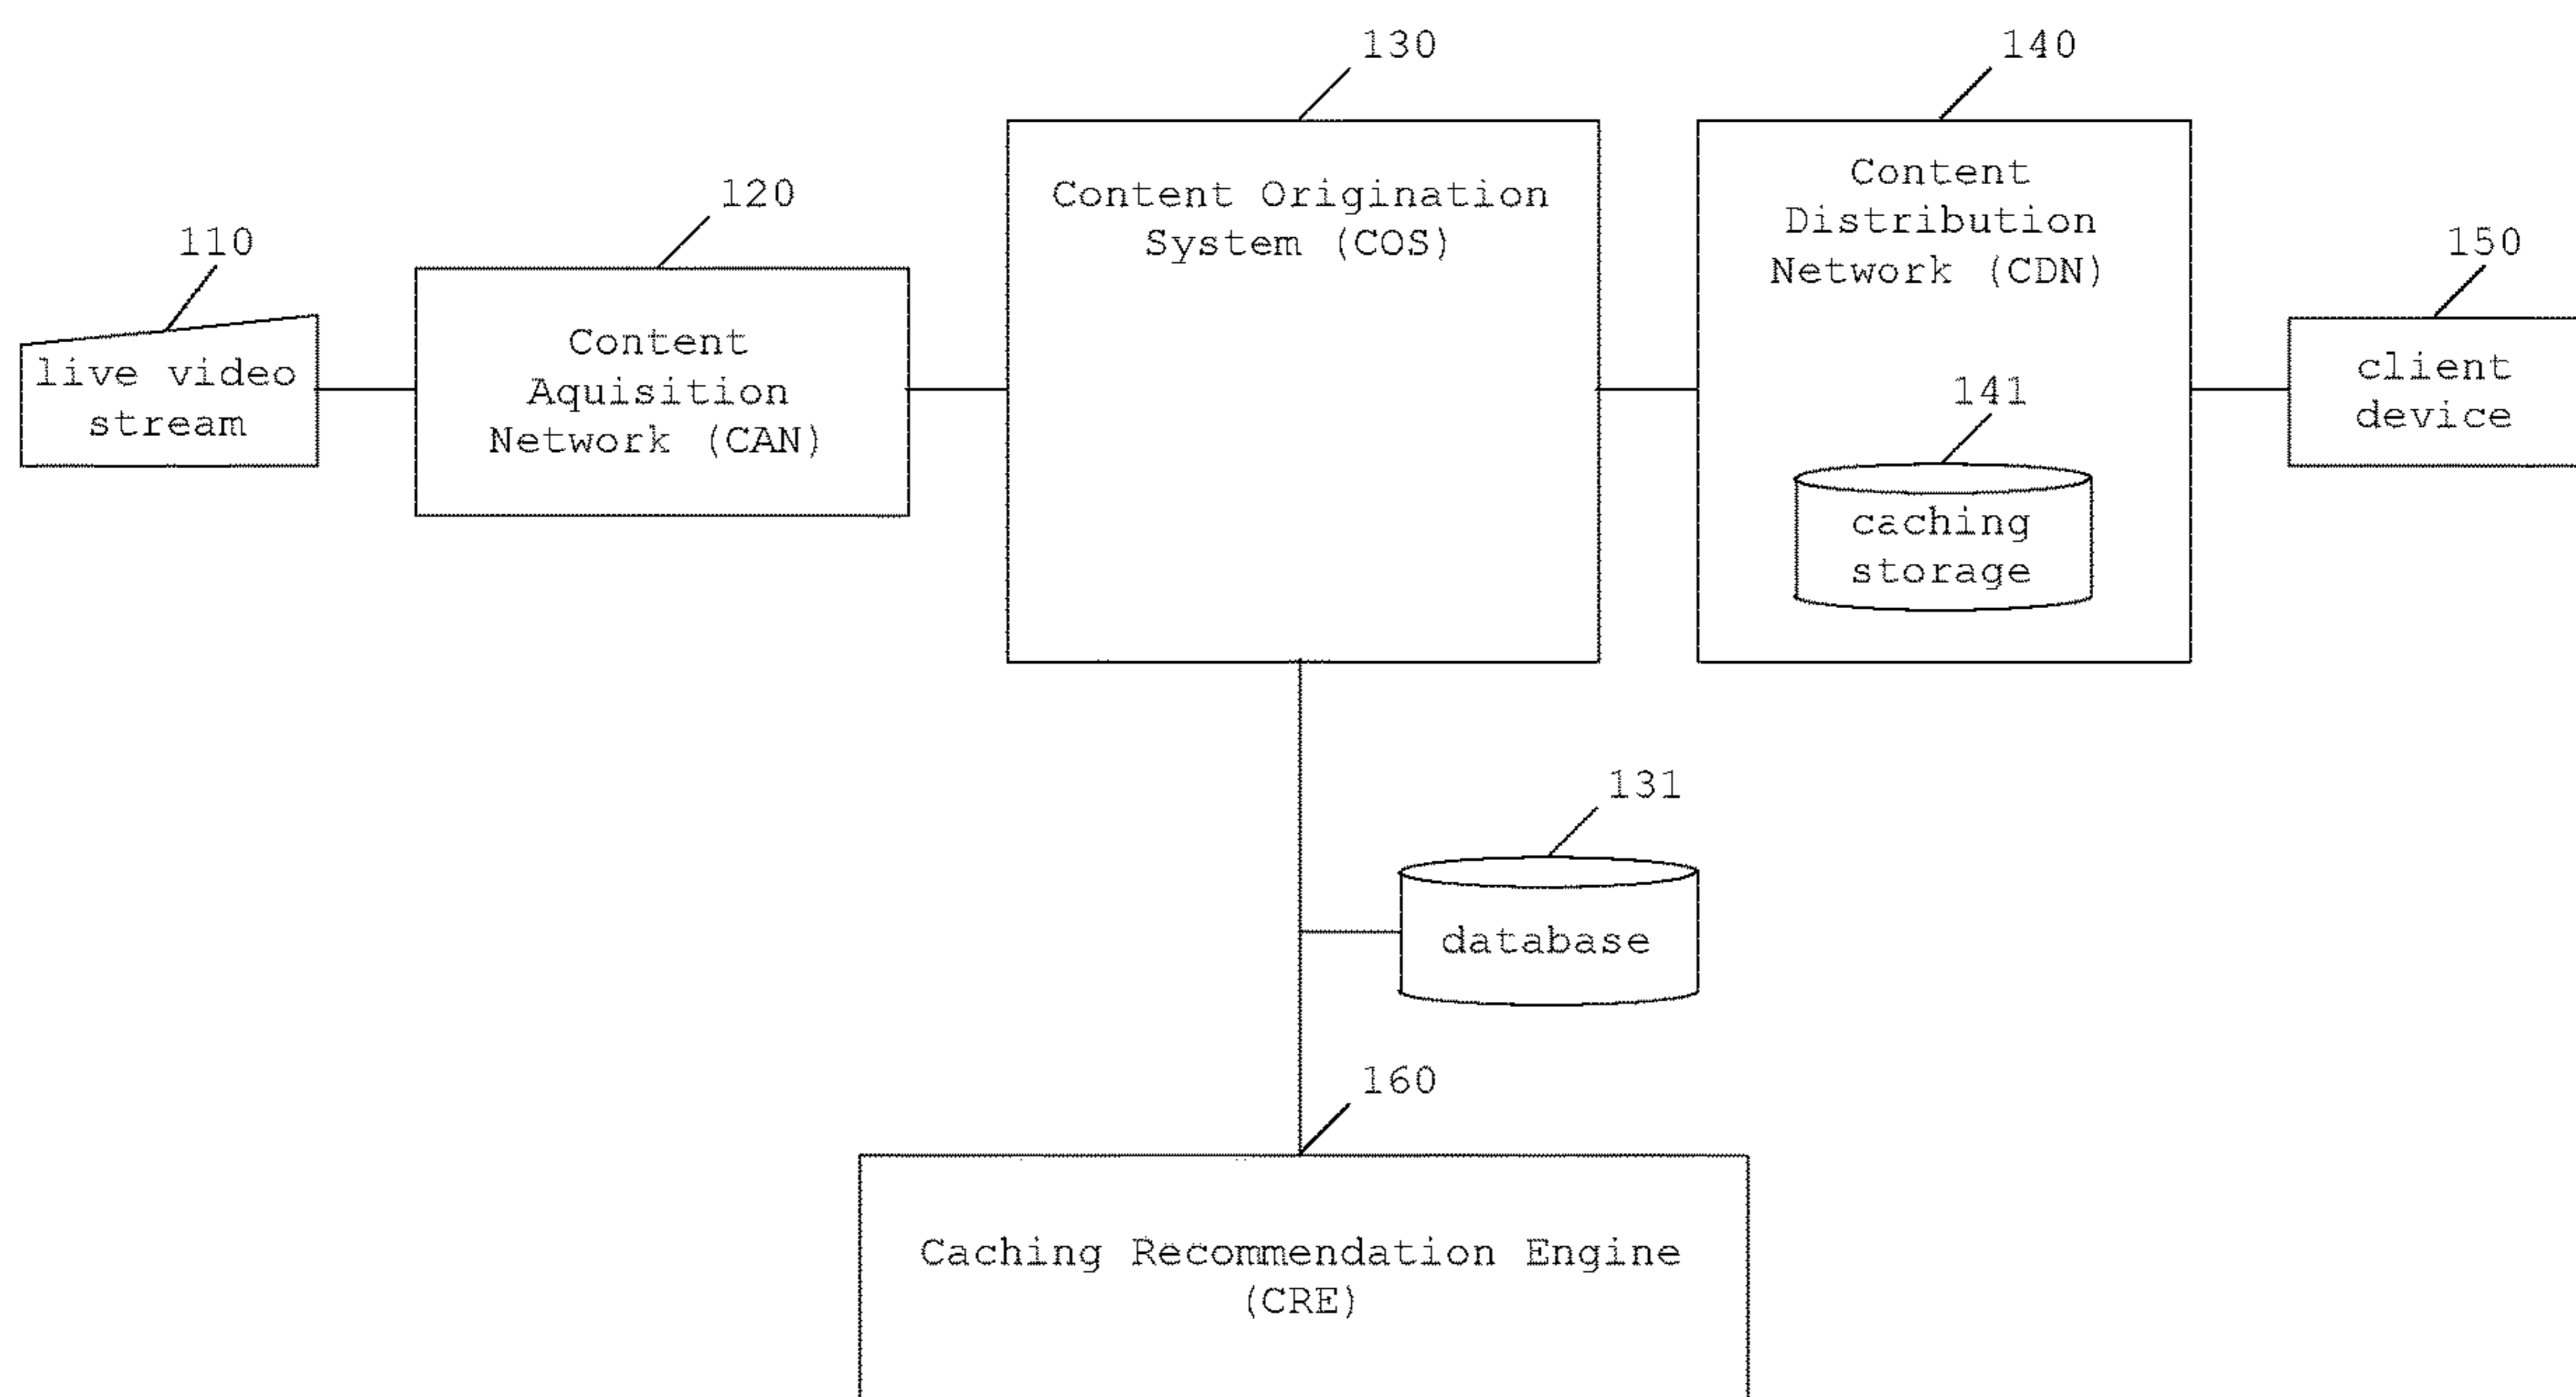 130
140
Content Origination
System (COS)
Content
Distribution
Network (CDN)
120
110
150
live video
stream
Content
Aquisition
Network (CAN)
141
caching
storage
client
device
131
database
160
Caching Recommendation Engine
(CRE)